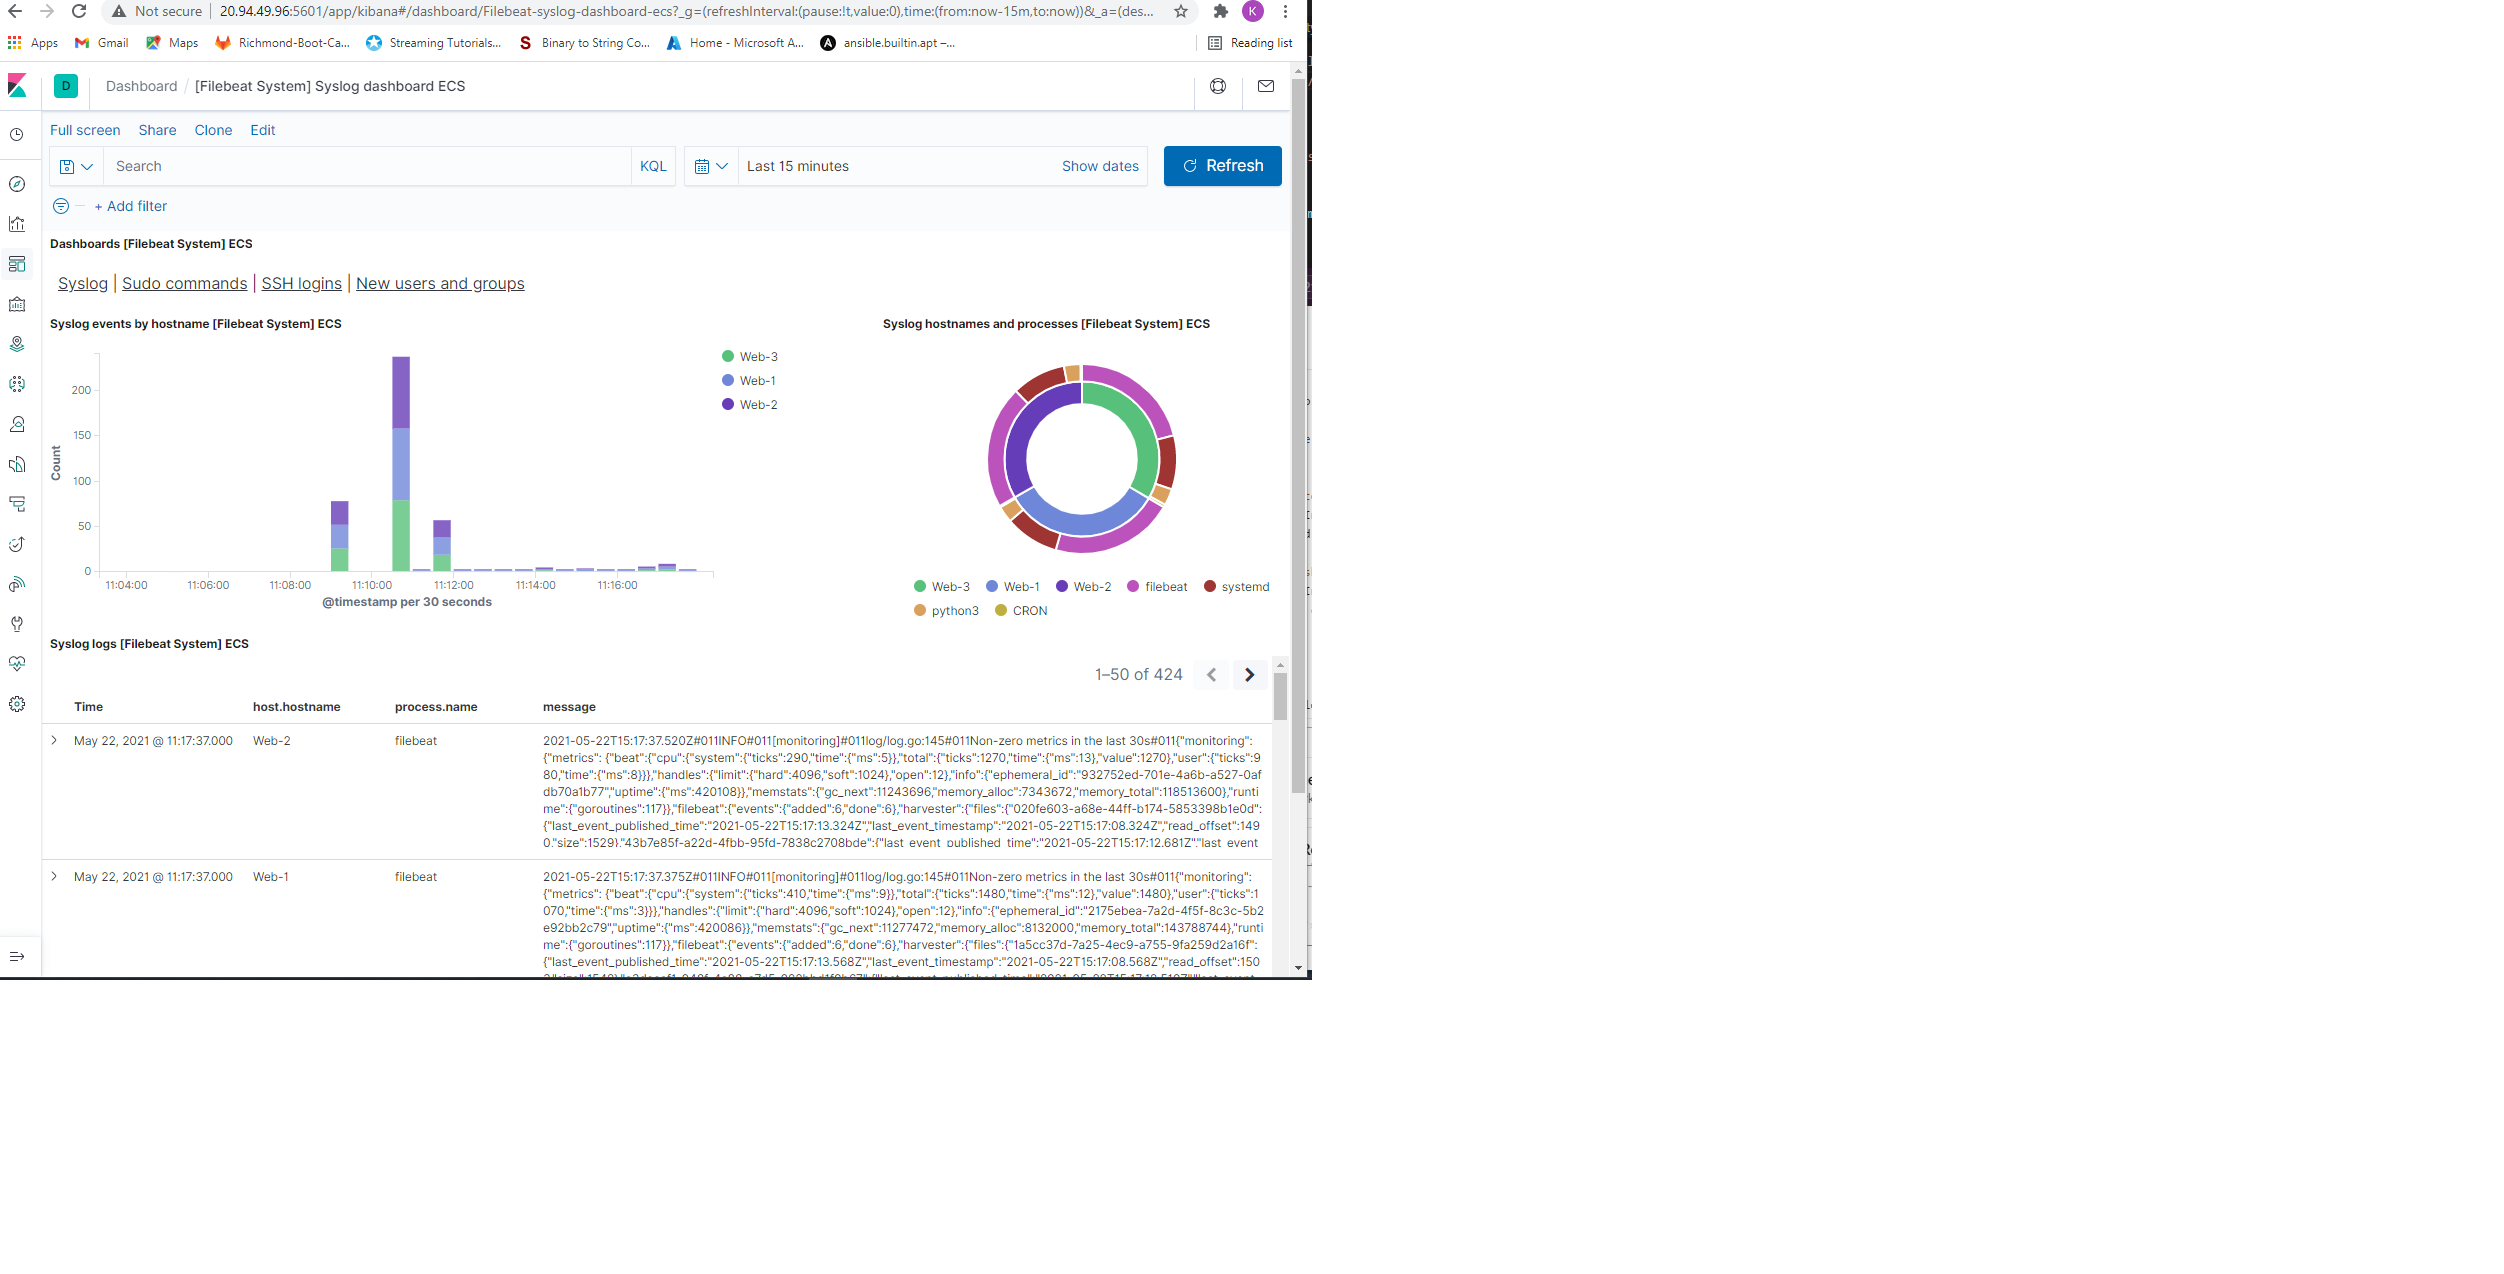 Not secure 20.94.49.96:5601/app/kibana#/dashboard/Filebeat-syslog-dashboard-ecs?_g=(refreshInterval:(pause:!t,value:0),time:(from:now-15m,to:now))&_a=(des... K
Apps Gmail Maps Richmond-Boot-Ca... Streaming Tutorials... S Binary to String Co... Home - Microsoft A... ansible.builtin.apt –... Reading list
D Dashboard / [Filebeat System] Syslog dashboard ECS
Full screen Share Clone Edit
Search KQL Last 15 minutes Show dates Refresh
+ Add filter
Dashboards [Filebeat System] ECS
Syslog | Sudo commands | SSH logins | New users and groups
Syslog events by hostname [Filebeat System] ECS
Syslog hostnames and processes [Filebeat System] ECS
Web-3
Web-1
Web-2
200
150
100
50
0
Count
11:04:00 11:06:00 11:08:00 11:10:00 11:12:00 11:14:00 11:16:00
@timestamp per 30 seconds
Web-3 Web-1 Web-2 filebeat systemd
python3 CRON
Syslog logs [Filebeat System] ECS
1–50 of 424
Time host.hostname process.name message
May 22, 2021 @ 11:17:37.000 Web-2 filebeat 2021-05-22T15:17:37.520Z#011INFO#011[monitoring]#011log/log.go:145#011Non-zero metrics in the last 30s#011{"monitoring":
{"metrics": {"beat":{"cpu":{"system":{"ticks":290,"time":{"ms":5}},"total":{"ticks":1270,"time":{"ms":13},"value":1270},"user":{"ticks":9
80,"time":{"ms":8}}},"handles":{"limit":{"hard":4096,"soft":1024},"open":12},"info":{"ephemeral_id":"932752ed-701e-4a6b-a527-0af
db70a1b77","uptime":{"ms":420108}},"memstats":{"gc_next":11243696,"memory_alloc":7343672,"memory_total":118513600},"runti
me":{"goroutines":117}},"filebeat":{"events":{"added":6,"done":6},"harvester":{"files":{"020fe603-a68e-44ff-b174-5853398b1e0d":
{"last_event_published_time":"2021-05-22T15:17:13.324Z","last_event_timestamp":"2021-05-22T15:17:08.324Z","read_offset":149
0,"size":1529},"43b7e85f-a22d-4fbb-95fd-7838c2708bde":{"last_event_published_time":"2021-05-22T15:17:12.681Z","last_event
May 22, 2021 @ 11:17:37.000 Web-1 filebeat 2021-05-22T15:17:37.375Z#011INFO#011[monitoring]#011log/log.go:145#011Non-zero metrics in the last 30s#011{"monitoring":
{"metrics": {"beat":{"cpu":{"system":{"ticks":410,"time":{"ms":9}},"total":{"ticks":1480,"time":{"ms":12},"value":1480},"user":{"ticks":1
070,"time":{"ms":3}}},"handles":{"limit":{"hard":4096,"soft":1024},"open":12},"info":{"ephemeral_id":"2175ebea-7a2d-4f5f-8c3c-5b2
e92bb2c79","uptime":{"ms":420086}},"memstats":{"gc_next":11277472,"memory_alloc":8132000,"memory_total":143788744},"runti
me":{"goroutines":117}},"filebeat":{"events":{"added":6,"done":6},"harvester":{"files":{"1a5cc37d-7a25-4ec9-a755-9fa259d2a16f":
{"last_event_published_time":"2021-05-22T15:17:13.568Z","last_event_timestamp":"2021-05-22T15:17:08.568Z","read_offset":150